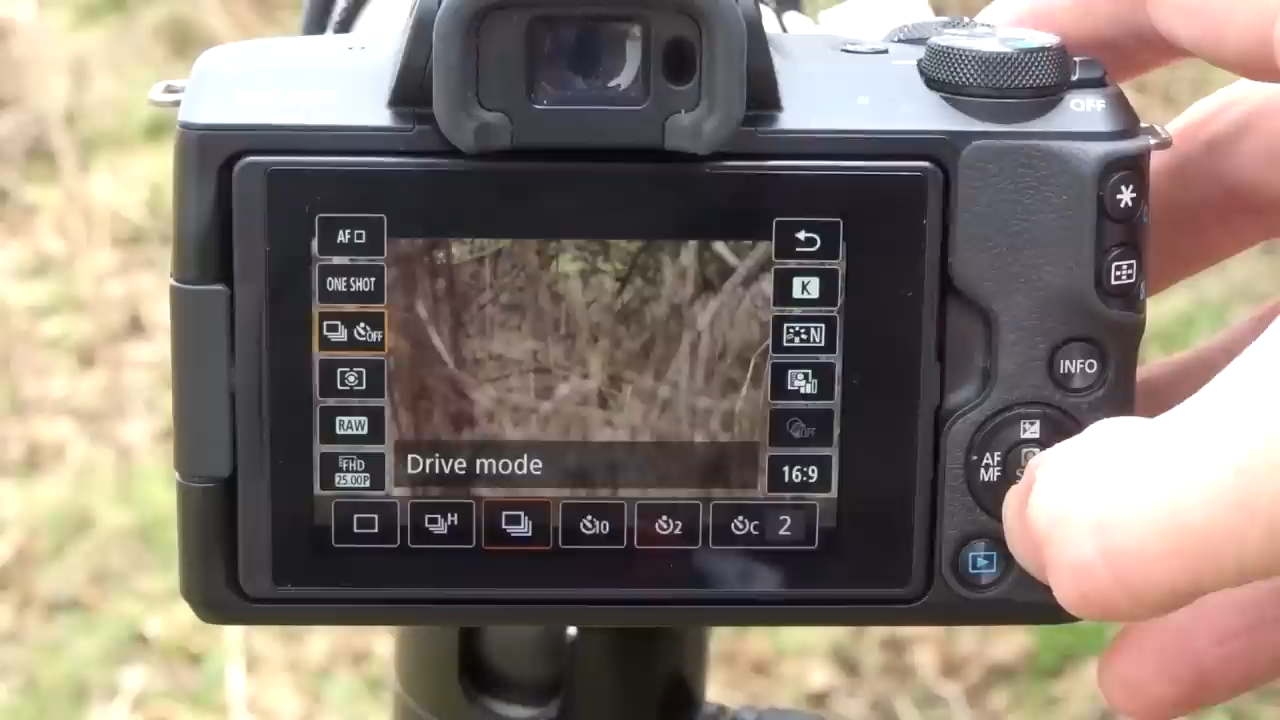 OFF
AF
ONE SHOT
OFF
RAW
FHD
25.00P
K
N
OFF
16:9
Drive mode
H
10
2
C 2
INFO
AF
MF